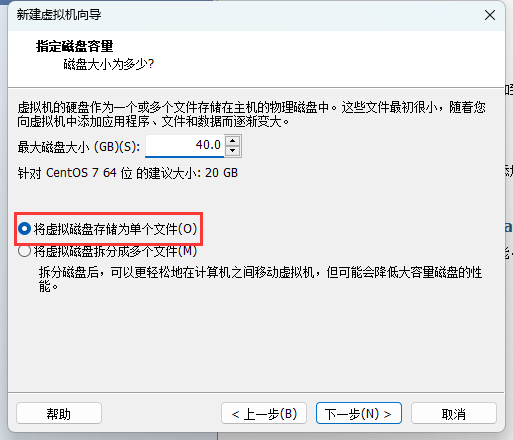 新建虚拟机向导
指定磁盘容量
磁盘大小为多少?
虚拟机的硬盘作为一个或多个文件存储在主机的物理磁盘中。这些文件最初很小，随着您
向虚拟机中添加应用程序、文件和数据而逐渐变大。
最大磁盘大小 (GB)(S): 40.0
针对 CentOS 7 64 位 的建议大小: 20 GB
将虚拟磁盘存储为单个文件(O)
将虚拟磁盘拆分成多个文件(M)
拆分磁盘后，可以更轻松地在计算机之间移动虚拟机，但可能会降低大容量磁盘的性
能。
帮助 < 上一步(B) 下一步(N) > 取消